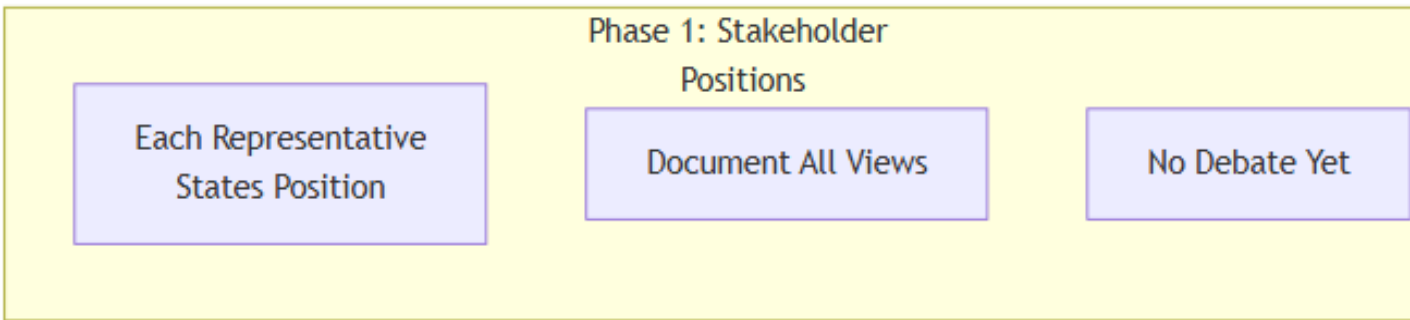 Phase 1: Stakeholder
Positions
Each Representative
States Position
Document All Views
No Debate Yet